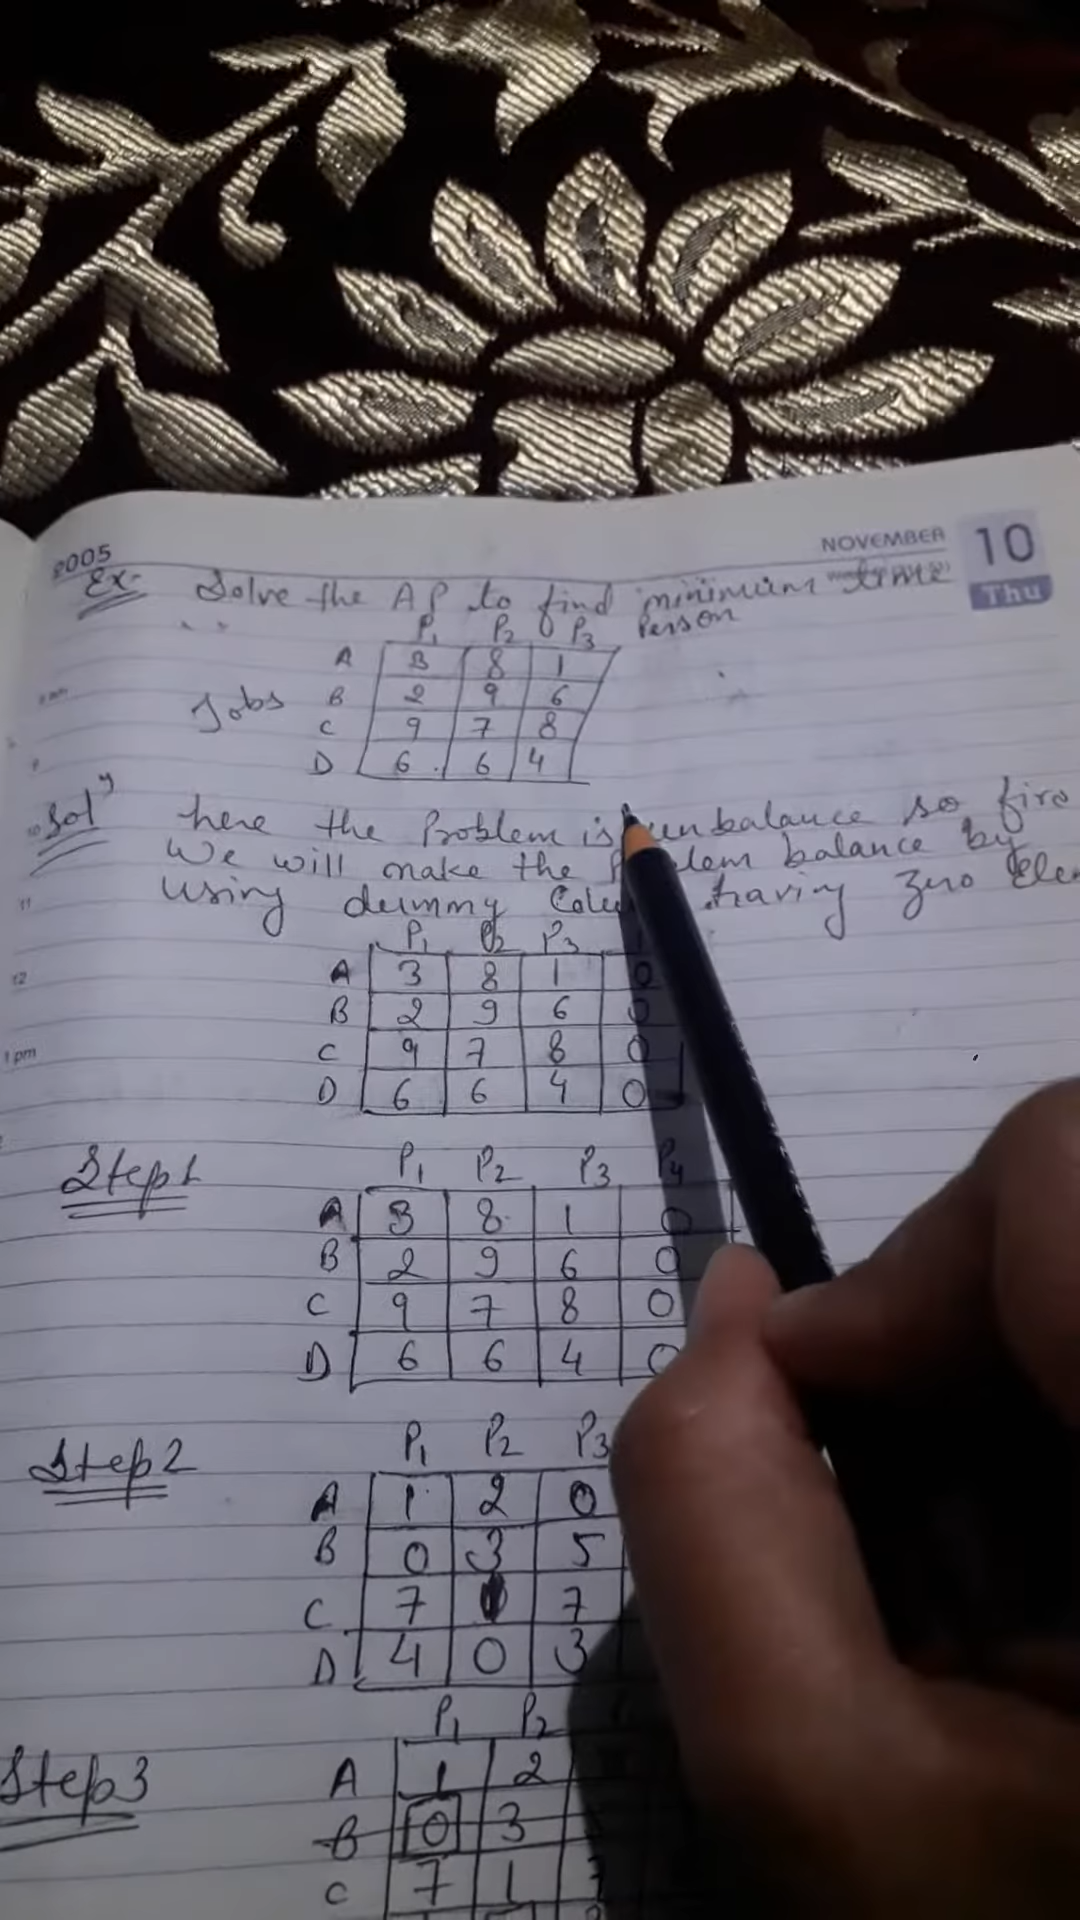 2005
NOVEMBER 10
Thu
Ex- Solve the AP to find minimum time
Person
P1 P2 P3
A 3 8 1
Jobs B 2 9 6
C 9 7 8
D 6 6 4
Sol^n here the Problem is unbalance so
We will make the balance by
using dummy having zero
P1 P2 P3
A 3 8 1 0
B 2 9 6 0
C 9 7 8 0
D 6 6 4 0
1 pm
Step1 P1 P2 P3 P4
A 3 8 1 0
B 2 9 6 0
C 9 7 8 0
D 6 6 4 0
Step2 P1 P2 P3
A 1 2 0
B 0 3 5
C 7 7
D 4 0 3
Step3 P1 P2
A 1 2
B 0 3
C 7 1